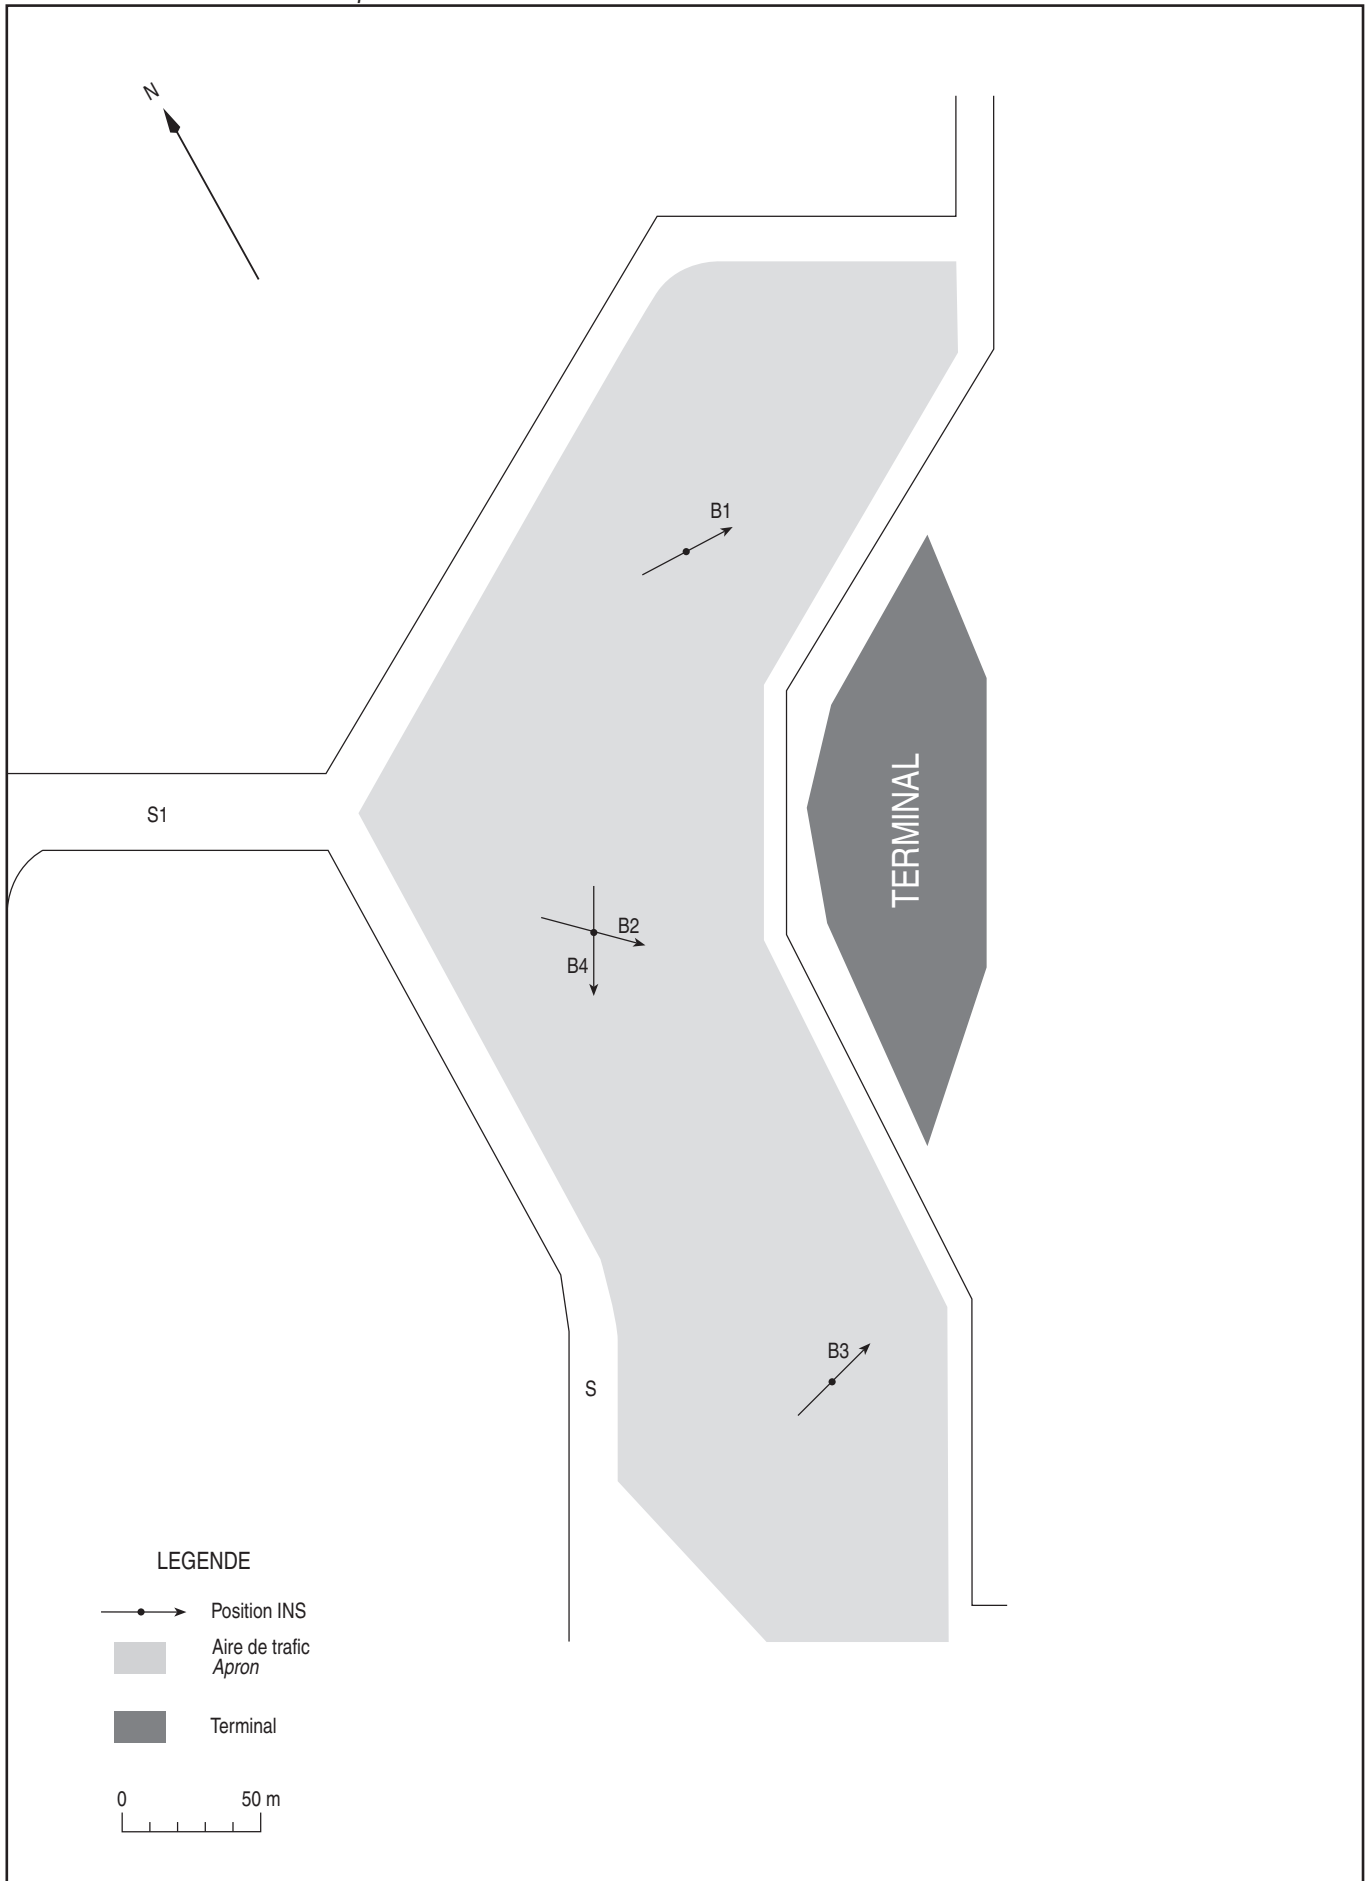 N
B1
S1
TERMINAL
B2
B4
B3
S
LEGENDE
Position INS
Aire de trafic
Apron
Terminal
0 50 m